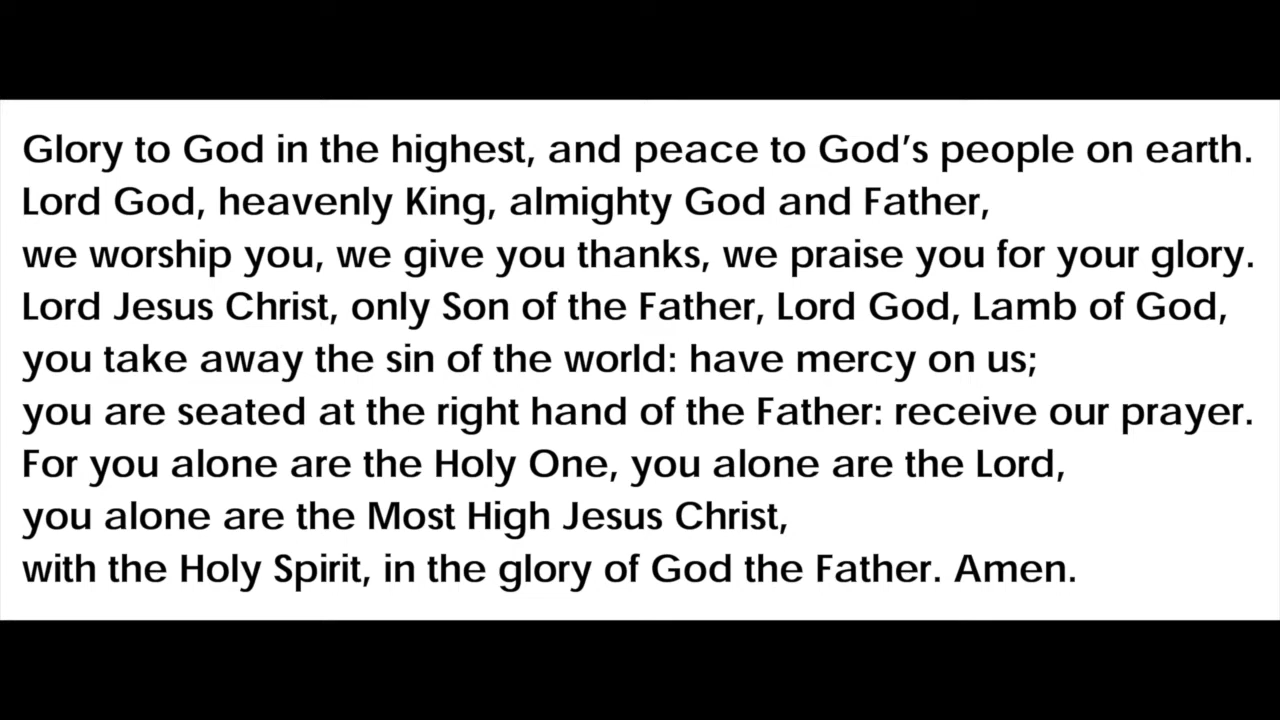 Glory to God in the highest, and peace to God’s people on earth.
Lord God, heavenly King, almighty God and Father,
we worship you, we give you thanks, we praise you for your glory.
Lord Jesus Christ, only Son of the Father, Lord God, Lamb of God,
you take away the sin of the world: have mercy on us;
you are seated at the right hand of the Father: receive our prayer.
For you alone are the Holy One, you alone are the Lord,
you alone are the Most High Jesus Christ,
with the Holy Spirit, in the glory of God the Father. Amen.